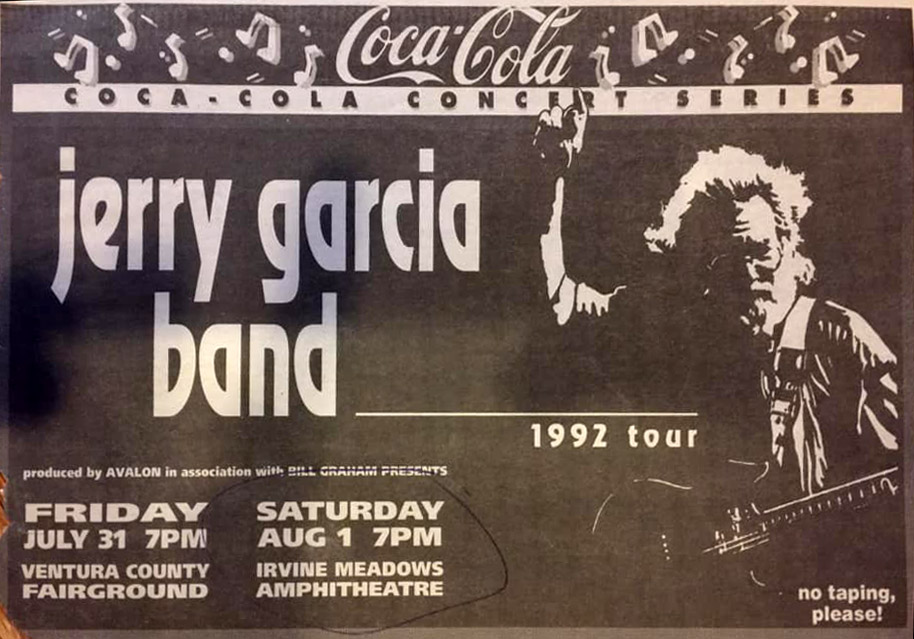 Coca-Cola
COCA-COLA CONCERT SERIES
jerry garcia
band
1992 tour
produced by AVALON in association with BILL GRAHAM PRESENTS
FRIDAY
JULY 31 7PM
VENTURA COUNTY
FAIRGROUND
SATURDAY
AUG 1 7PM
IRVINE MEADOWS
AMPHITHEATRE
no taping,
please!